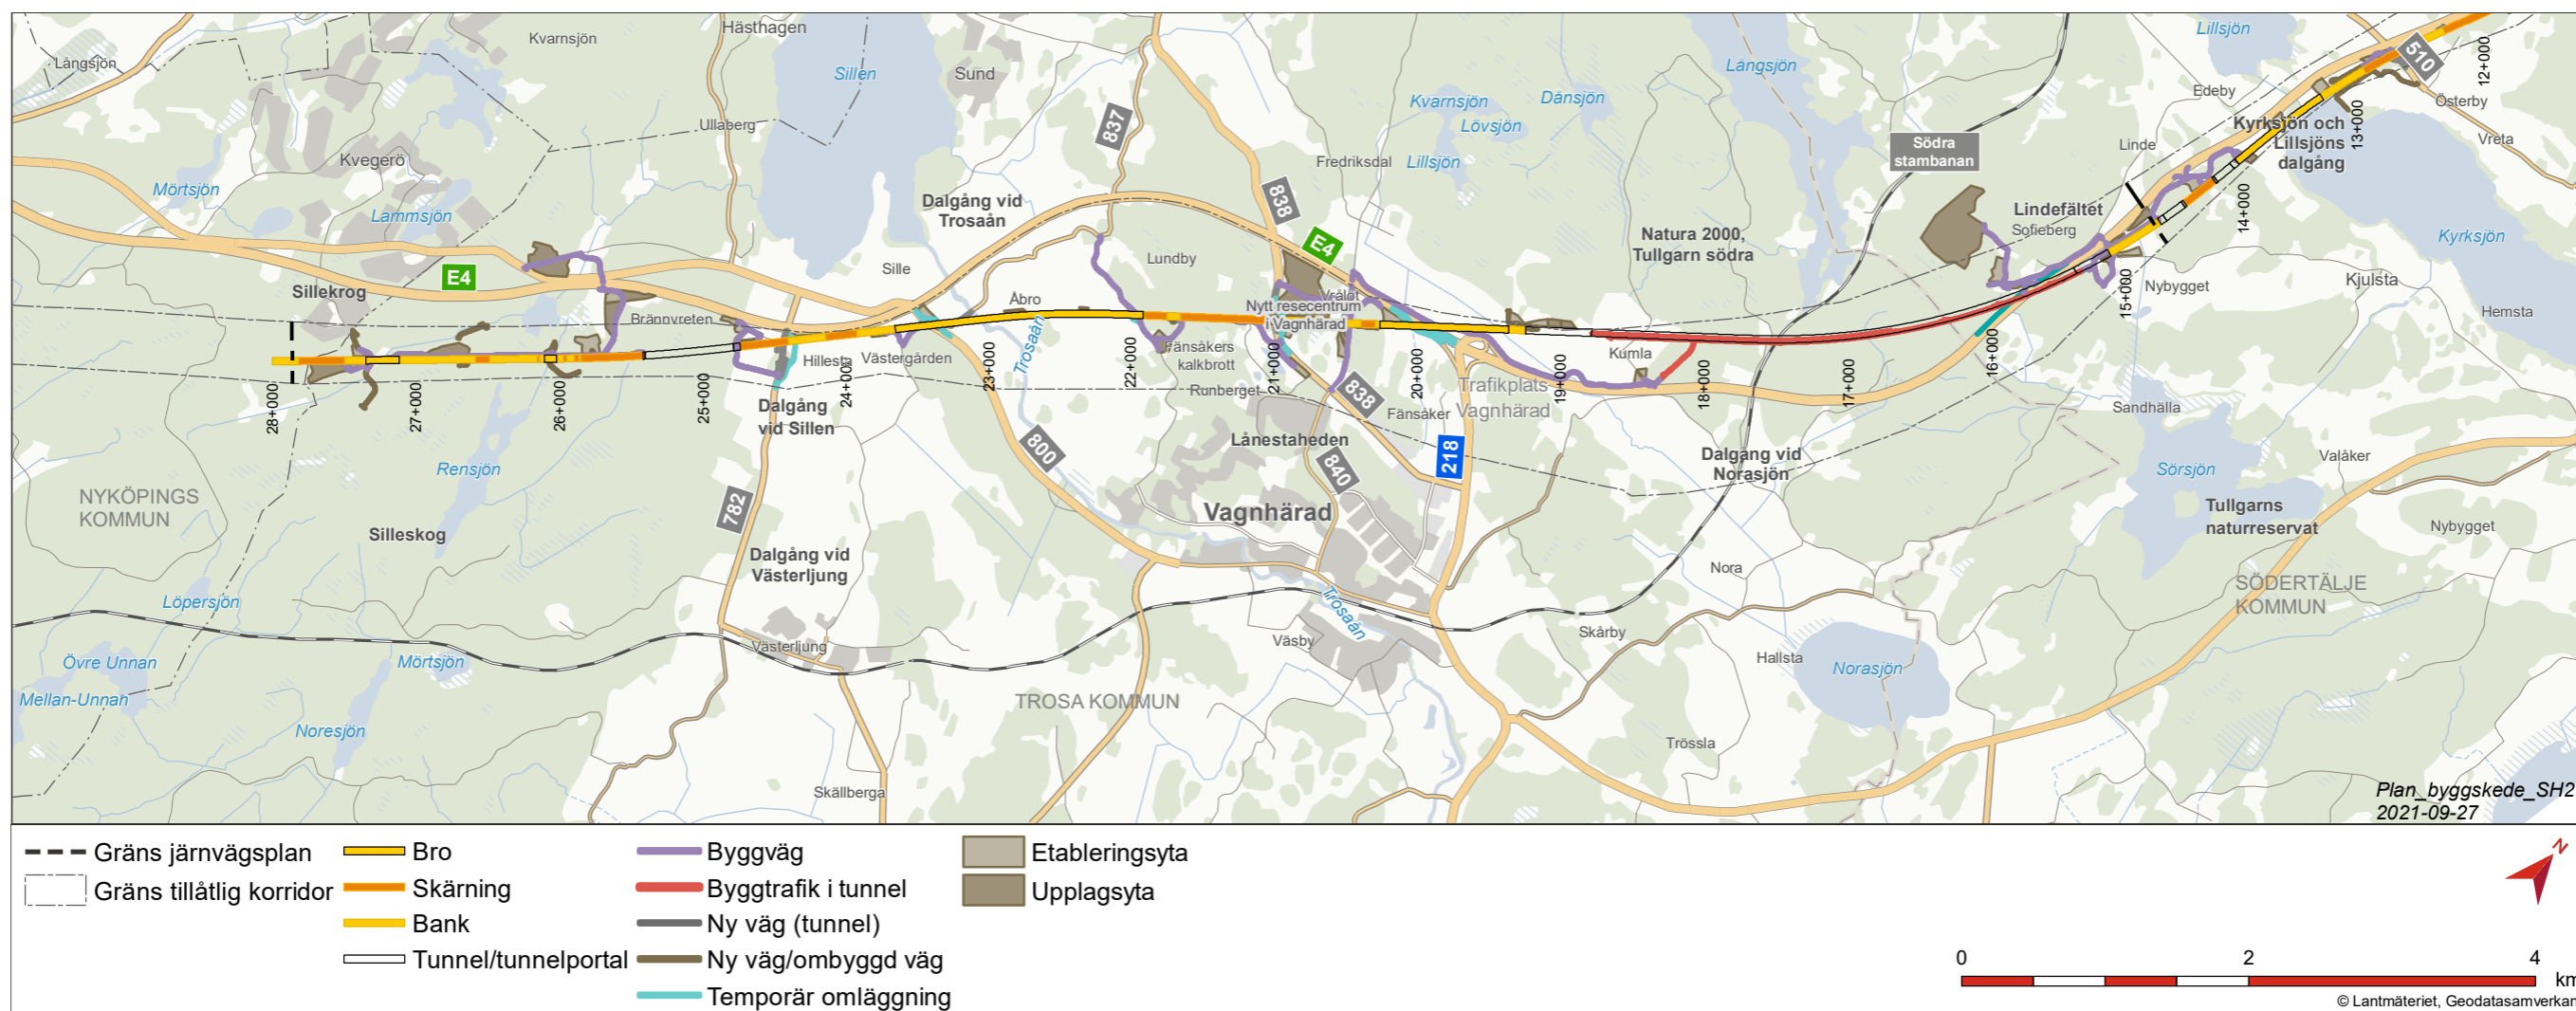 Hästhagen
Kvarnsjön
Långsjön
Sillen
Sund
Långsjön
Lillsjön
510
12+000
Edeby
Österby
Kvarnsjön
Dånsjön
Lövsjön
837
Ullaberg
Kvegerö
Fredriksdal
Lillsjön
Södra
stambanan
Linde
Kyrksjön och
Lillsjöns
dalgång
13+000
Vreta
Mörtsjön
Lammsjön
Dalgång vid
Trosaån
838
E4
Natura 2000,
Tullgarn södra
Lindefältet
Sofieberg
14+000
Kyrksjön
E4
Sillekrog
Sille
Lundby
Åbro
Vrålöt
Nytt resecentrum
i Vagnhärad
Brännvreten
Trosaån
15+000
Nybygget
Kjulsta
Hemsta
Hillesta
Västergården
Fänsåkers
kalkbrott
Runberget
Kumla
28+000
27+000
26+000
25+000
24+000
23+000
22+000
21+000
20+000
19+000
18+000
17+000
16+000
838
Fänsåker
Trafikplats
Vagnhärad
Dalgång
vid Sillen
Sandhälla
800
Lånestaheden
840
218
Dalgång vid
Norasjön
Rensjön
Sörsjön
Valåker
NYKÖPINGS
KOMMUN
782
Vagnhärad
Tullgarns
naturreservat
Nybygget
Silleskog
Dalgång vid
Västerljung
Nora
SÖDERTÄLJE
KOMMUN
Löpersjön
Trosaån
Västerljung
Väsby
Skårby
Övre Unnan
Mörtsjön
Hallsta
Norasjön
Mellan-Unnan
TROSA KOMMUN
Noresjön
Trössla
Skällberga
Plan_byggskede_SH2
2021-09-27
Gräns järnvägsplan
Gräns tillåtlig korridor
Bro
Skärning
Bank
Tunnel/tunnelportal
Byggväg
Byggtrafik i tunnel
Ny väg (tunnel)
Ny väg/ombyggd väg
Temporär omläggning
Etableringsyta
Upplagsyta
N
0 2 4
km
© Lantmäteriet, Geodatasamverkan